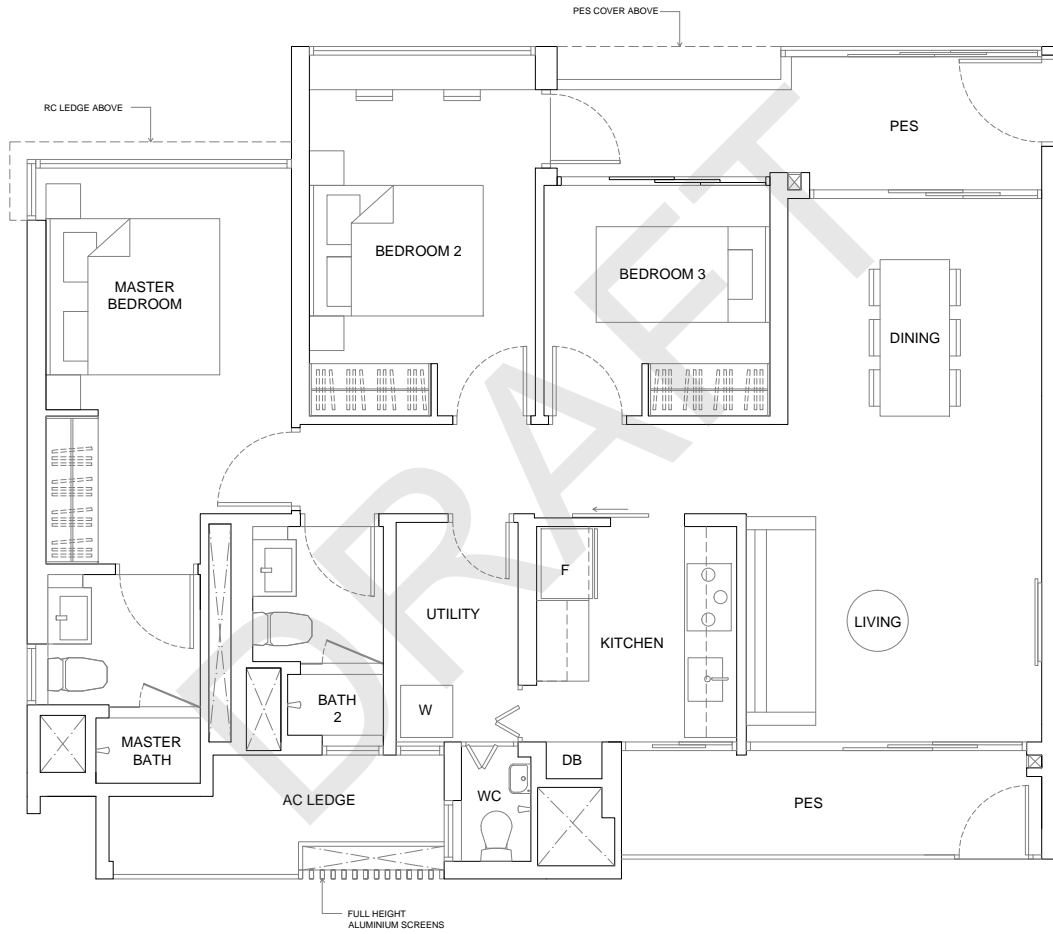 PES COVER ABOVE
RC LEDGE ABOVE
PES
BEDROOM 2
BEDROOM 3
MASTER
BEDROOM
DINING
DRAFT
F
UTILITY
LIVING
KITCHEN
BATH
2
W
MASTER
BATH
DB
WC
AC LEDGE
PES
FULL HEIGHT
ALUMINIUM SCREENS